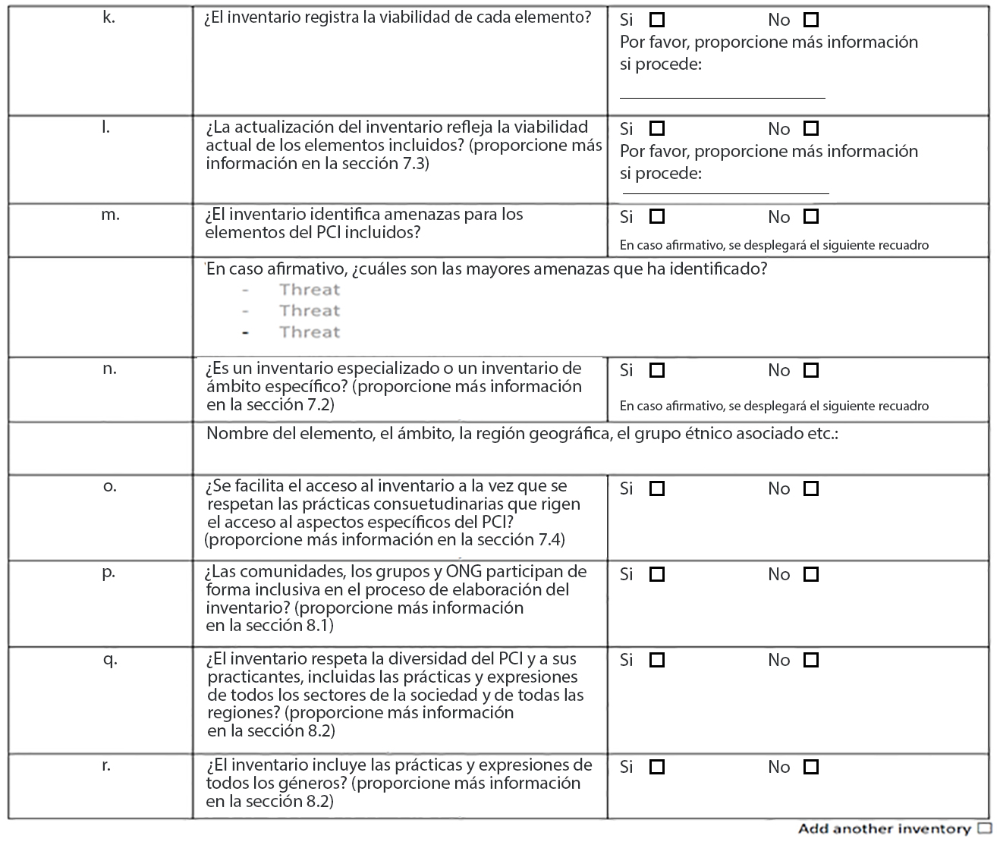 k.
¿El inventario registra la viabilidad de cada elemento?
Si ☐ No ☐
Por favor, proporcione más información
si procede:
l.
¿La actualización del inventario refleja la viabilidad
actual de los elementos incluidos? (proporcione más
información en la sección 7.3)
Si ☐ No ☐
Por favor, proporcione más información
si procede:
m.
¿El inventario identifica amenazas para los
elementos del PCI incluidos?
Si ☐ No ☐
En caso afirmativo, se desplegará el siguiente recuadro
En caso afirmativo, ¿cuáles son las mayores amenazas que ha identificado?
- Threat
- Threat
- Threat
n.
¿Es un inventario especializado o un inventario de
ámbito específico? (proporcione más información
en la sección 7.2)
Si ☐ No ☐
En caso afirmativo, se desplegará el siguiente recuadro
Nombre del elemento, el ámbito, la región geográfica, el grupo étnico asociado etc.:
o.
¿Se facilita el acceso al inventario a la vez que se
respetan las prácticas consuetudinarias que rigen
el acceso al aspectos específicos del PCI?
(proporcione más información en la sección 7.4)
Si ☐ No ☐
p.
¿Las comunidades, los grupos y ONG participan de
forma inclusiva en el proceso de elaboración del
inventario? (proporcione más información
en la sección 8.1)
Si ☐ No ☐
q.
¿El inventario respeta la diversidad del PCI y a sus
practicantes, incluidas las prácticas y expresiones
de todos los sectores de la sociedad y de todas las
regiones? (proporcione más información
en la sección 8.2)
Si ☐ No ☐
r.
¿El inventario incluye las prácticas y expresiones de
todos los géneros? (proporcione más información
en la sección 8.2)
Si ☐ No ☐
Add another inventory ☐